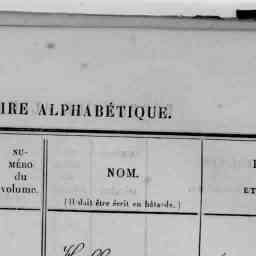 IRE ALPHABÉTIQUE.
NU-
MÉRO
du
volume.
NOM.
(Il doit être écrit en bâtarde.)
ET